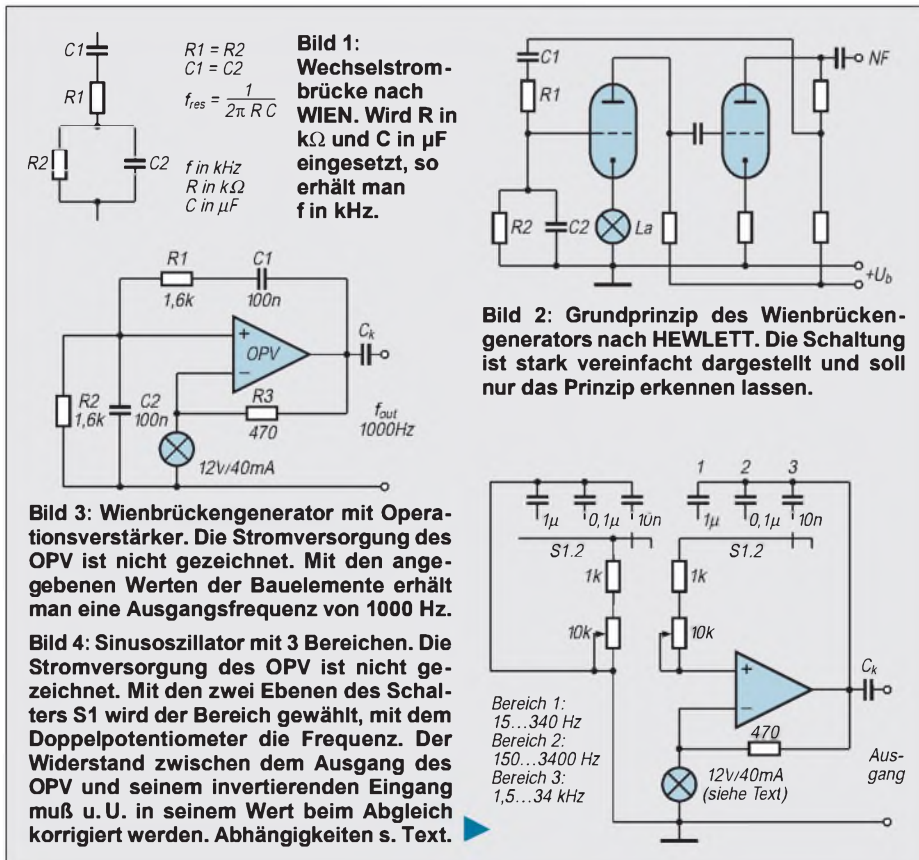 C1
R1
R2
C2
R1 = R2
C1 = C2
f_res = 1 / 2π R C
f in kHz
R in kΩ
C in µF
Bild 1:
Wechselstrom-
brücke nach
WIEN. Wird R in
kΩ und C in µF
eingesetzt, so
erhält man
f in kHz.
C1
R1
R2
C2
La
NF
+U_b
Bild 2: Grundprinzip des Wienbrücken-
generators nach HEWLETT. Die Schaltung
ist stark vereinfacht dargestellt und soll
nur das Prinzip erkennen lassen.
R1
1,6k
C1
100n
+
OPV
−
C_k
R2
1,6k
C2
100n
R3
470
f_out
1000Hz
12V/40mA
Bild 3: Wienbrückengenerator mit Opera-
tionsverstärker. Die Stromversorgung des
OPV ist nicht gezeichnet. Mit den ange-
gebenen Werten der Bauelemente erhält
man eine Ausgangsfrequenz von 1000 Hz.
Bild 4: Sinusoszillator mit 3 Bereichen. Die
Stromversorgung des OPV ist nicht ge-
zeichnet. Mit den zwei Ebenen des Schal-
ters S1 wird der Bereich gewählt, mit dem
Doppelpotentiometer die Frequenz. Der
Widerstand zwischen dem Ausgang des
OPV und seinem invertierenden Eingang
muß u. U. in seinem Wert beim Abgleich
korrigiert werden. Abhängigkeiten s. Text.
1 2 3
1µ 0,1µ 10n
1µ 0,1µ 10n
S1.2
S1.2
1k
1k
10k
10k
+
−
C_k
470
Bereich 1:
15...340 Hz
Bereich 2:
150...3400 Hz
Bereich 3:
1,5...34 kHz
12V/40mA
(siehe Text)
Aus-
gang